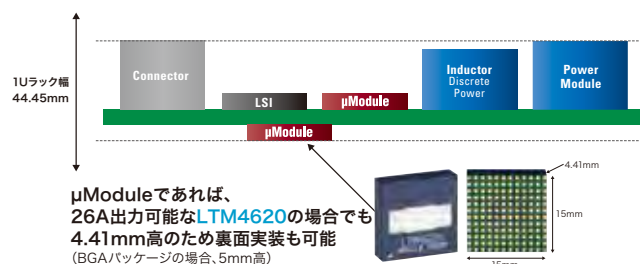 1Uラック幅
44.45mm
Connector
LSI
μModule
μModule
Inductor
Discrete
Power
Power
Module
μModuleであれば、
26A出力可能なLTM4620の場合でも
4.41mm高のため裏面実装も可能
(BGAパッケージの場合、5mm高)
4.41mm
15mm
15mm